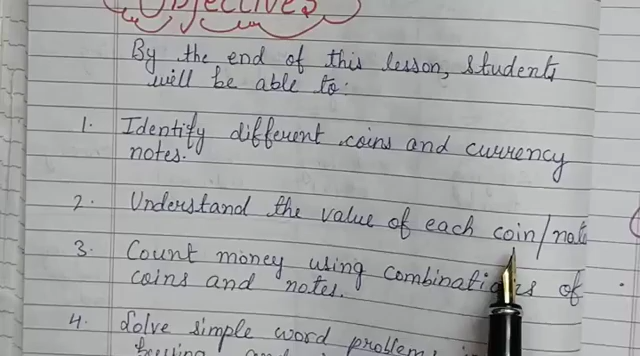 Objectives
By the end of this lesson, students
will be able to:
1. Identify different coins and currency
notes.
2. Understand the value of each coin/note
3. Count money using combinations of
coins and notes.
4. Solve simple word problems